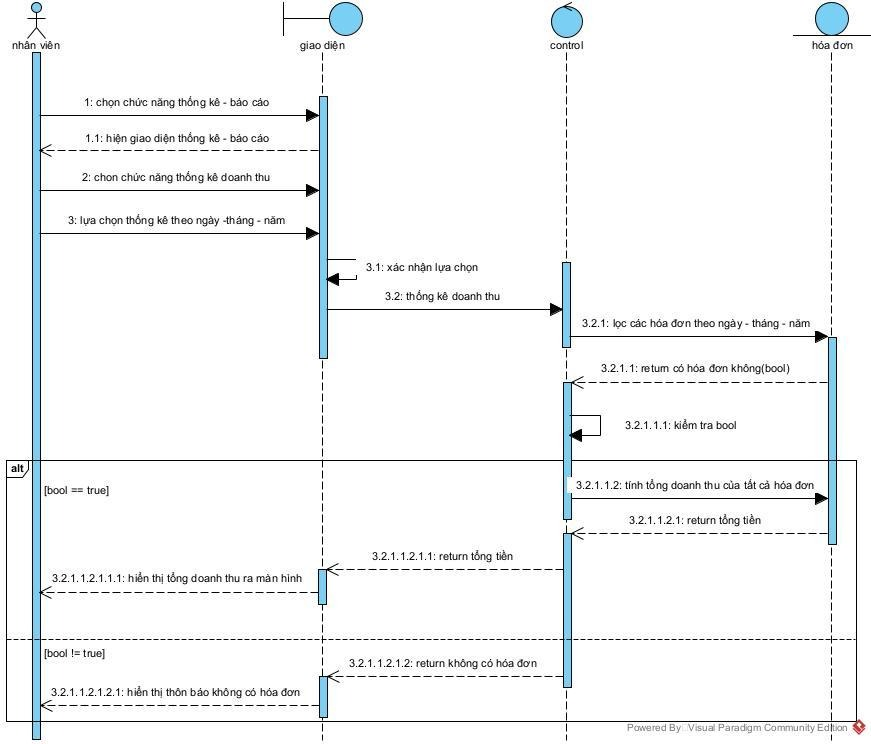 nhân viên
giao diện
control
hóa đơn
1: chọn chức năng thống kê - báo cáo
1.1: hiện giao diện thống kê - báo cáo
2: chon chức năng thống kê doanh thu
3: lựa chọn thống kê theo ngày -tháng - năm
3.1: xác nhận lựa chọn
3.2: thống kê doanh thu
3.2.1: lọc các hóa đơn theo ngày - tháng - năm
3.2.1.1: return có hóa đơn không(bool)
3.2.1.1.1: kiểm tra bool
alt
[bool == true]
3.2.1.1.2: tính tổng doanh thu của tất cả hóa đơn
3.2.1.1.2.1: return tổng tiền
3.2.1.1.2.1.1: return tổng tiền
3.2.1.1.2.1.1.1: hiển thị tổng doanh thu ra màn hình
[bool != true]
3.2.1.1.2.1.2: return không có hóa đơn
3.2.1.1.2.1.2.1: hiển thị thôn báo không có hóa đơn
Powered By Visual Paradigm Community Edition